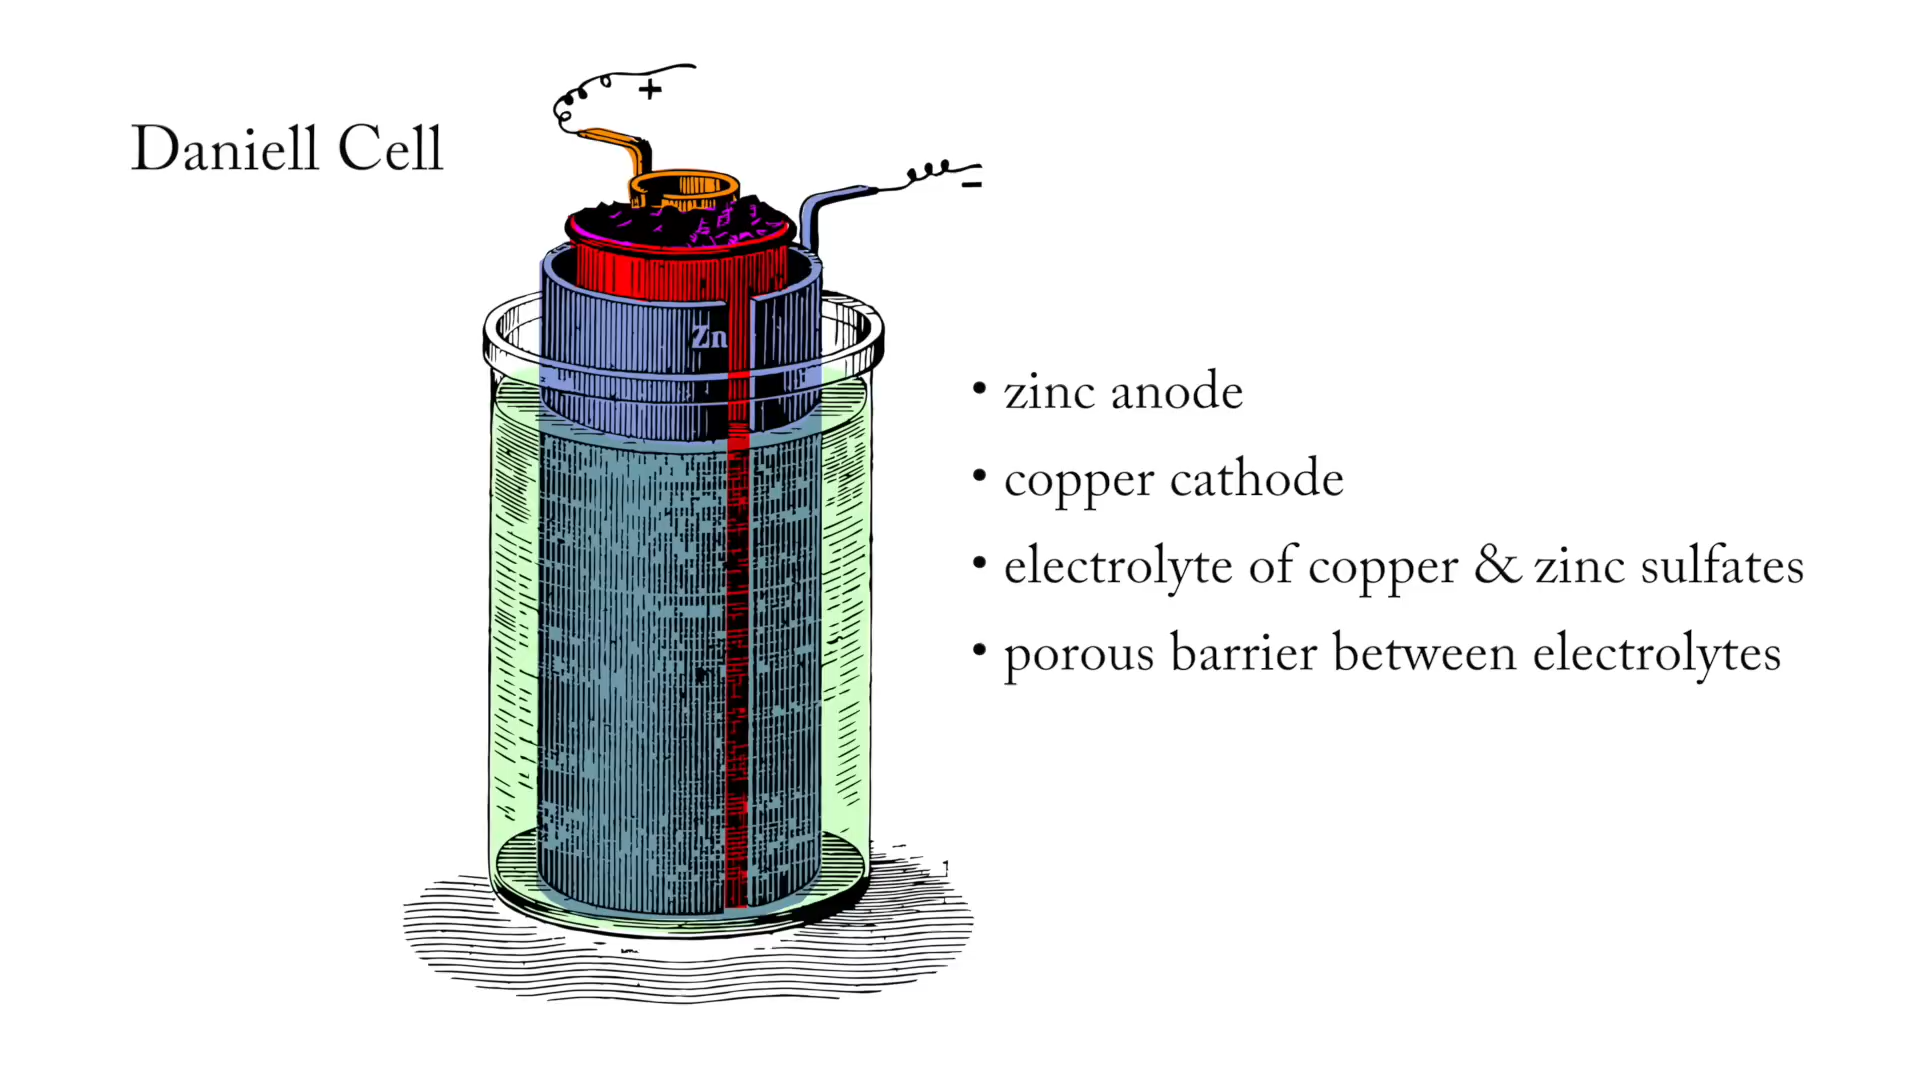 Daniell Cell
+
–
Zn
• zinc anode
• copper cathode
• electrolyte of copper & zinc sulfates
• porous barrier between electrolytes